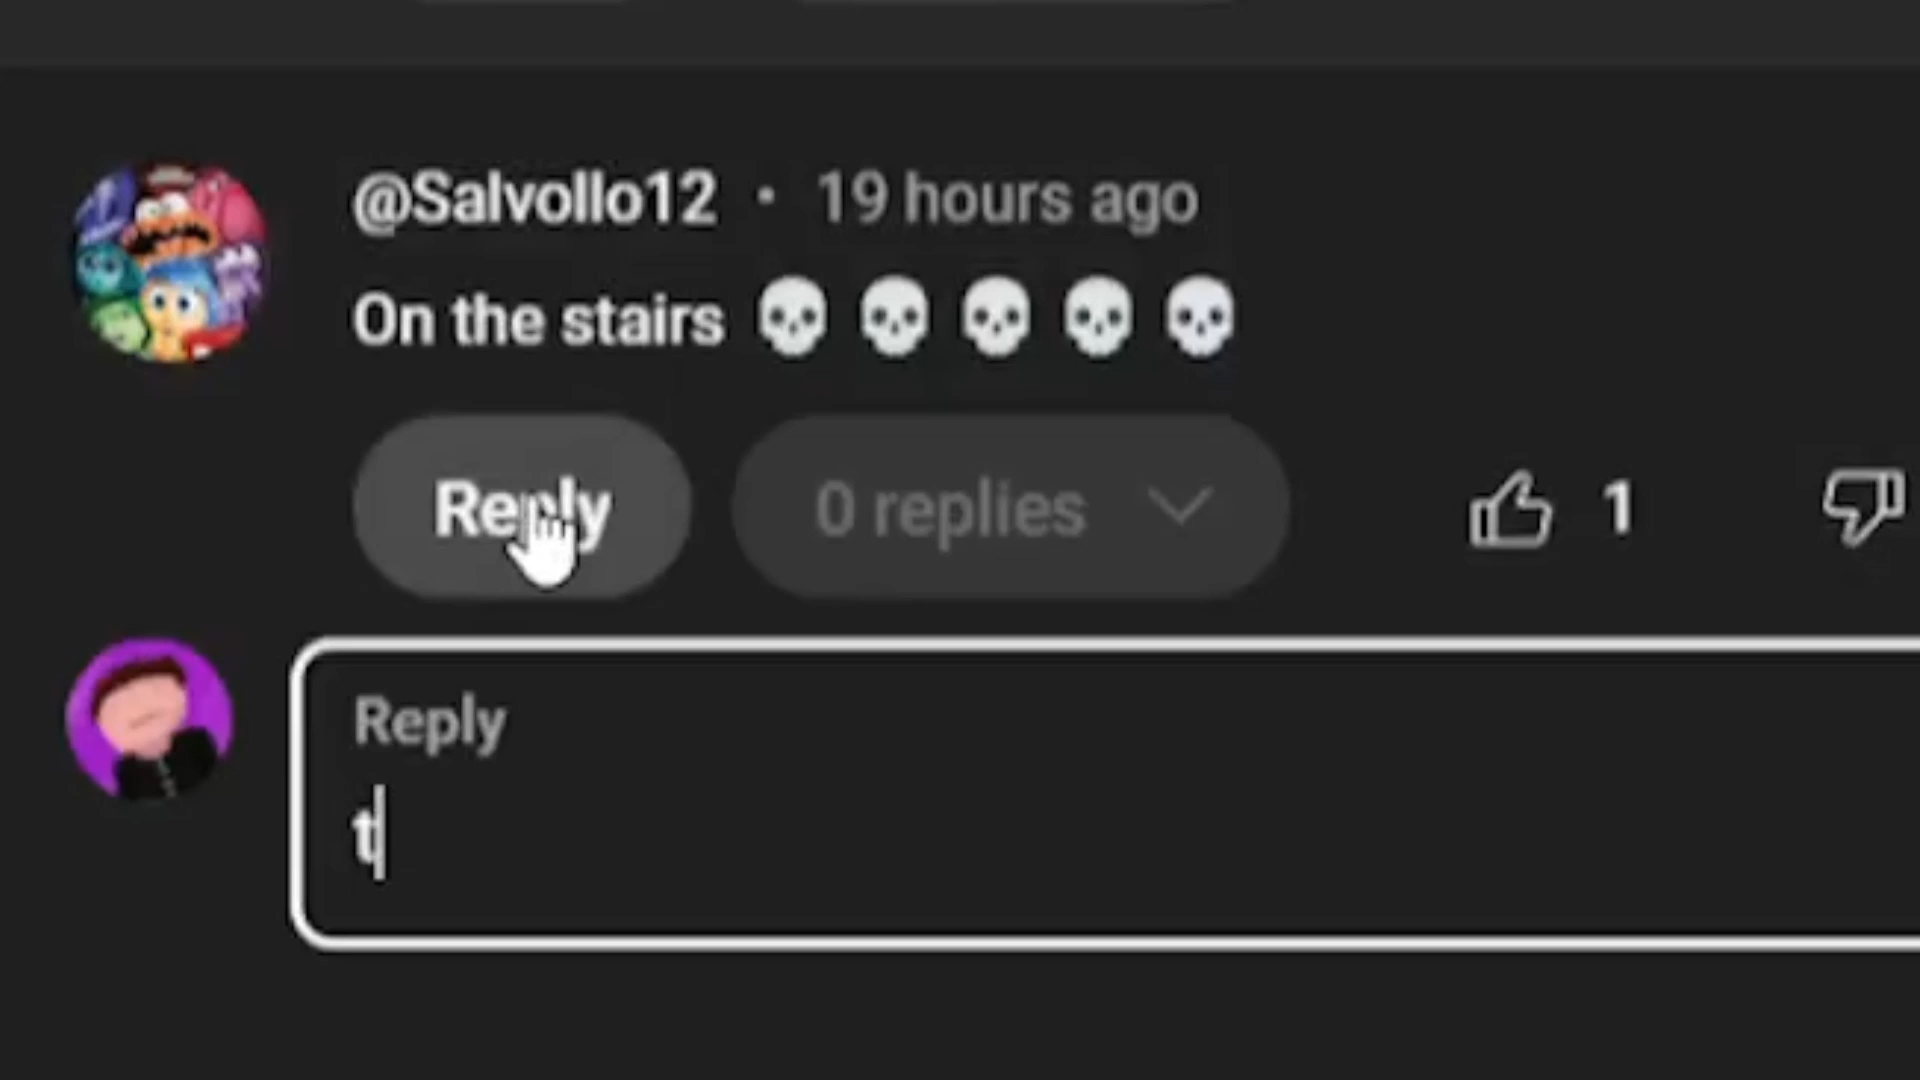 @Salvollo12 • 19 hours ago
On the stairs 💀 💀 💀 💀 💀
Reply
0 replies
1
Reply
t